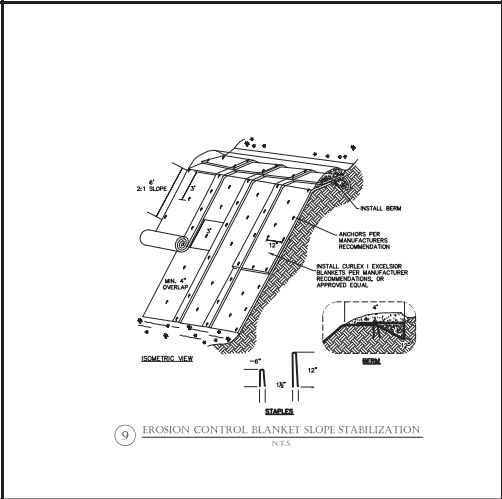 6'
2:1 SLOPE
3'
INSTALL BERM
ANCHORS PER
MANUFACTURERS
RECOMMENDATION
12"
INSTALL CURLEX I EXCELSIOR
BLANKETS PER MANUFACTURER
RECOMMENDATIONS, OR
APPROVED EQUAL
MIN. 4"
OVERLAP
4"
ISOMETRIC VIEW
BERM
6"
12"
1½"
STAPLES
9 EROSION CONTROL BLANKET SLOPE STABILIZATION
N.T.S.